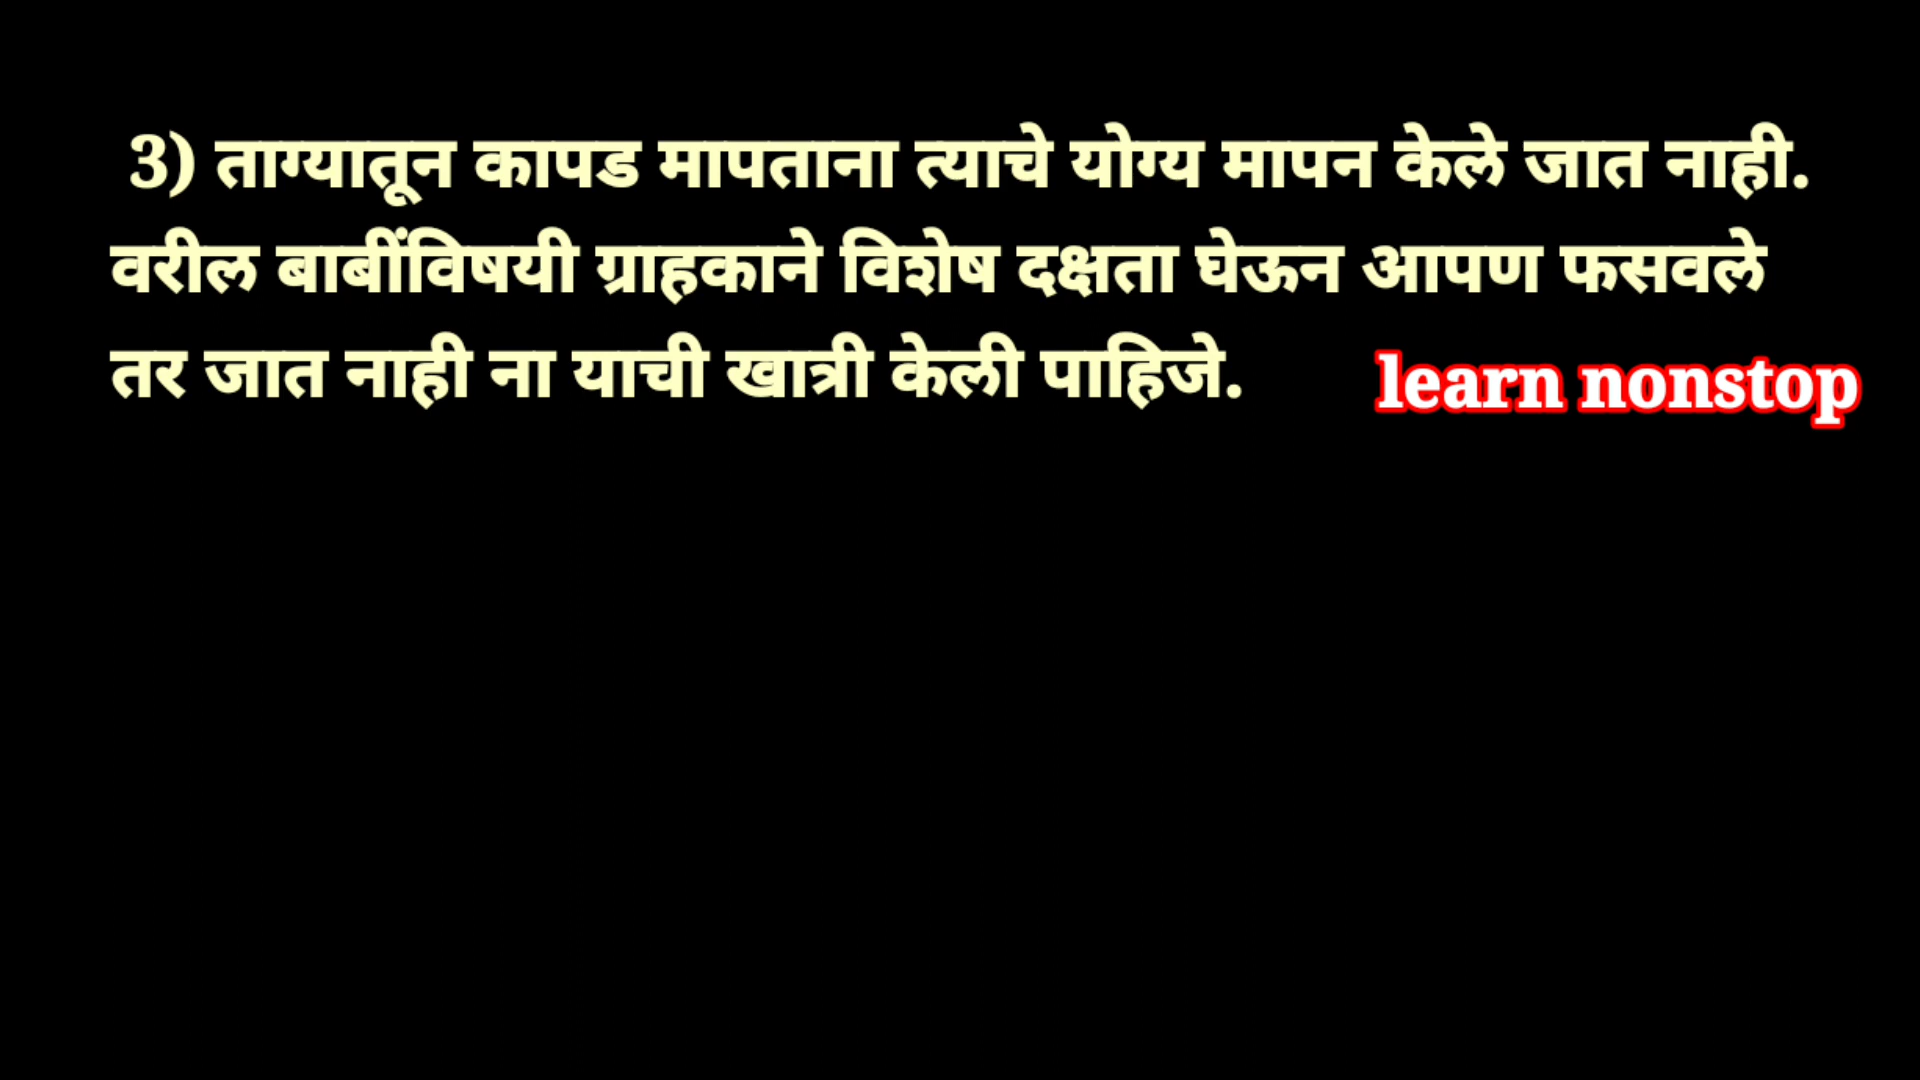 3) ताग्यातून कापड मापताना त्याचे योग्य मापन केले जात नाही.
वरील बाबींविषयी ग्राहकाने विशेष दक्षता घेऊन आपण फसवले
तर जात नाही ना याची खात्री केली पाहिजे.
learn nonstop